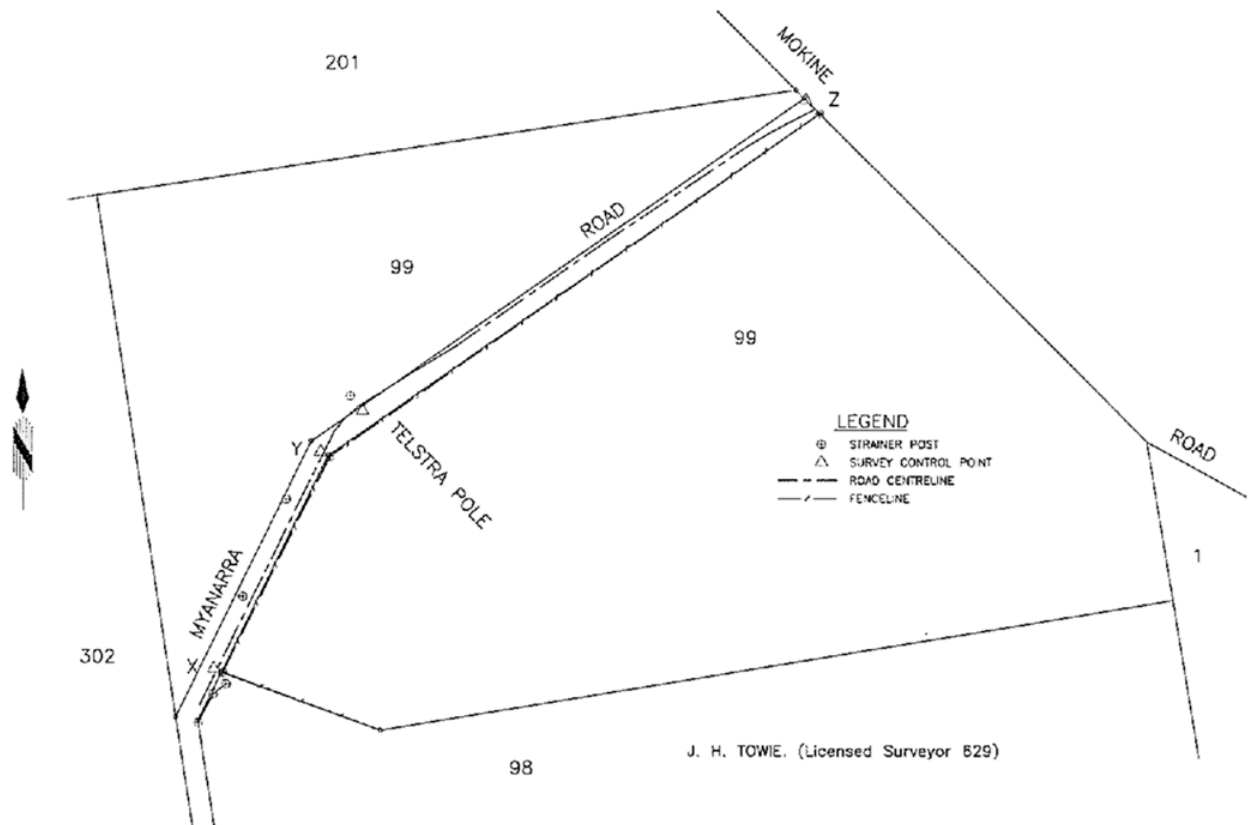 201
MOKINE
Z
ROAD
99
99
Y
TELSTRA POLE
LEGEND
STRAINER POST
SURVEY CONTROL POINT
ROAD CENTRELINE
FENCELINE
ROAD
MYANARRA
1
302
X
98
J. H. TOWIE. (Licensed Surveyor 629)